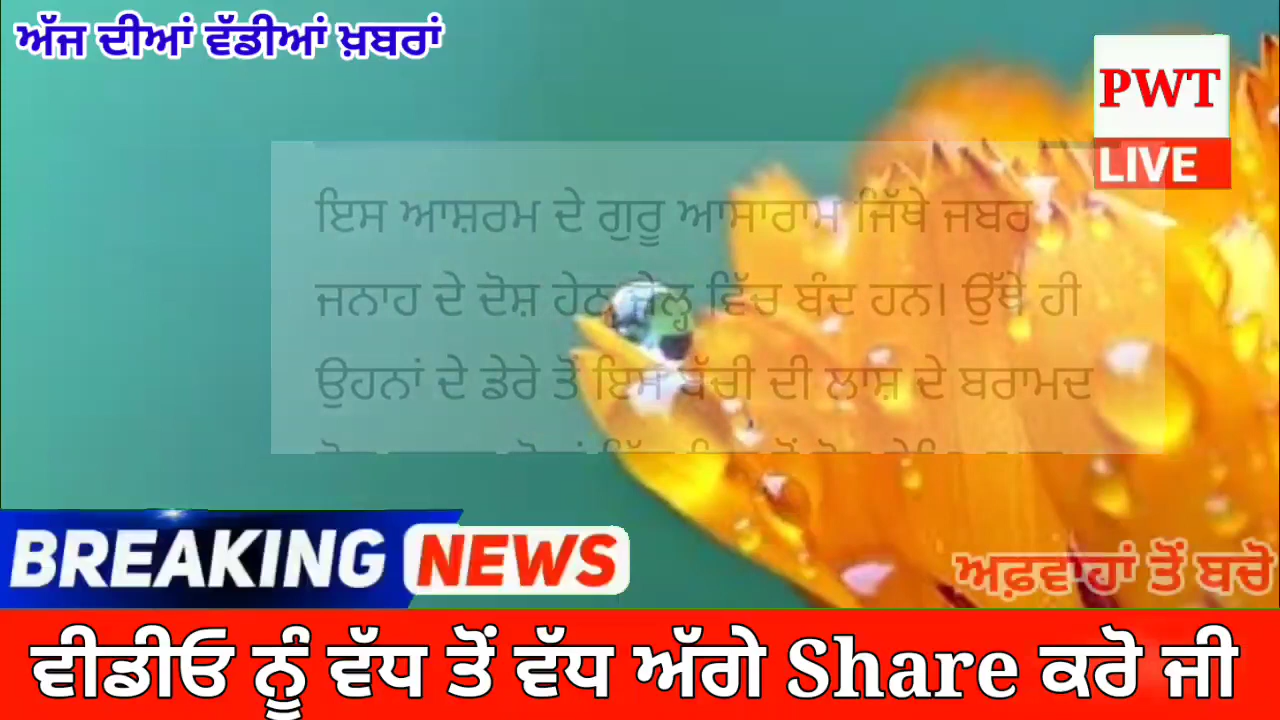 ਅੱਜ ਦੀਆਂ ਵੱਡੀਆਂ ਖ਼ਬਰਾਂ
PWT
LIVE
ਇਸ ਆਸ਼ਰਮ ਦੇ ਗੁਰੂ ਆਸਾਰਾਮ ਜਿੱਥੇ ਜਬਰ
ਜਨਾਹ ਦੇ ਦੋਸ਼ ਹੇਠ ਜੇਲ੍ਹ ਵਿੱਚ ਬੰਦ ਹਨ। ਉੱਥੇ ਹੀ
ਉਹਨਾਂ ਦੇ ਡੇਰੇ ਤੋਂ ਇਸ ਬੱਚੀ ਦੀ ਲਾਸ਼ ਦੇ ਬਰਾਮਦ
BREAKING NEWS
ਅਫ਼ਵਾਹਾਂ ਤੋਂ ਬਚੋ
ਵੀਡੀਓ ਨੂੰ ਵੱਧ ਤੋਂ ਵੱਧ ਅੱਗੇ Share ਕਰੋ ਜੀ